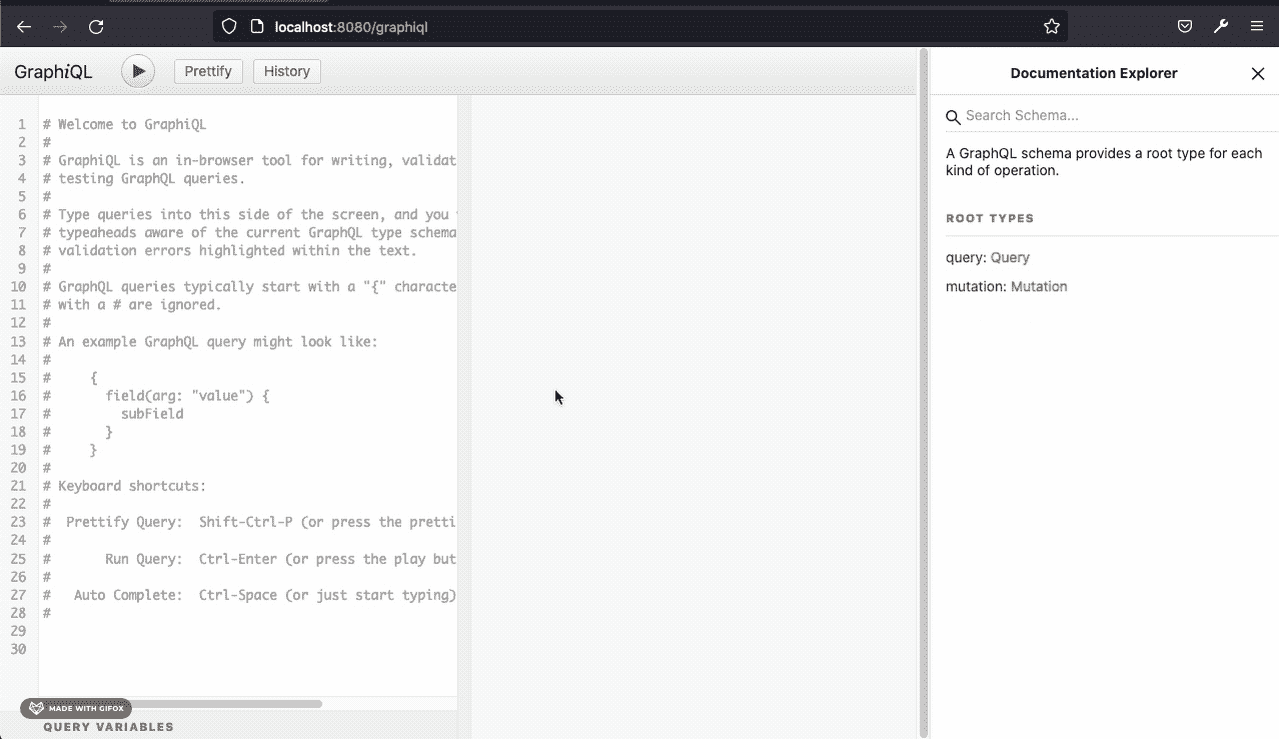 localhost:8080/graphiql
GraphiQL
Prettify
History
1 # Welcome to GraphiQL
2 #
3 # GraphiQL is an in-browser tool for writing, validat
4 # testing GraphQL queries.
5 #
6 # Type queries into this side of the screen, and you
7 # typeaheads aware of the current GraphQL type schema
8 # validation errors highlighted within the text.
9 #
10 # GraphQL queries typically start with a "{" characte
11 # with a # are ignored.
12 #
13 # An example GraphQL query might look like:
14 #
15 #     {
16 #       field(arg: "value") {
17 #         subField
18 #       }
19 #     }
20 #
21 # Keyboard shortcuts:
22 #
23 #  Prettify Query:  Shift-Ctrl-P (or press the pretti
24 #
25 #       Run Query:  Ctrl-Enter (or press the play but
26 #
27 #   Auto Complete:  Ctrl-Space (or just start typing)
28 #
29
30
MADE WITH GIFOX
QUERY VARIABLES
Documentation Explorer
Search Schema...
A GraphQL schema provides a root type for each
kind of operation.
ROOT TYPES
query: Query
mutation: Mutation